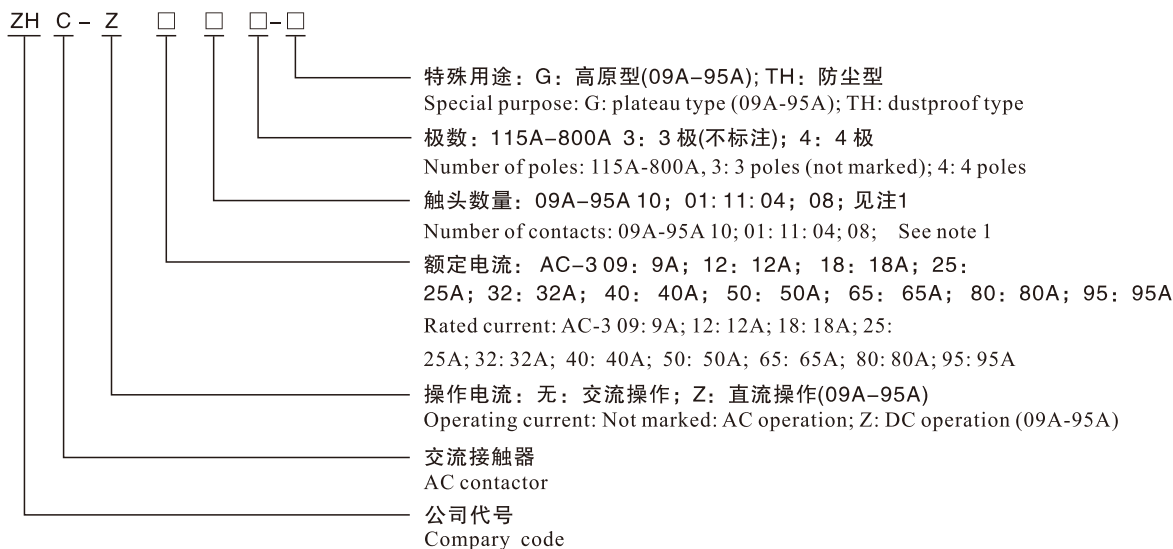 ZH C - Z □ □ □-□
特殊用途：G：高原型(09A-95A); TH：防尘型
Special purpose: G: plateau type (09A-95A); TH: dustproof type
极数：115A-800A 3：3 极(不标注)；4：4 极
Number of poles: 115A-800A, 3: 3 poles (not marked); 4: 4 poles
触头数量：09A-95A 10；01: 11: 04；08；见注1
Number of contacts: 09A-95A 10; 01: 11: 04; 08; See note 1
额定电流：AC-3 09：9A；12：12A；18：18A；25：
25A；32：32A；40：40A；50：50A；65：65A；80：80A；95：95A
Rated current: AC-3 09: 9A; 12: 12A; 18: 18A; 25:
25A; 32: 32A; 40: 40A; 50: 50A; 65: 65A; 80: 80A; 95: 95A
操作电流：无：交流操作；Z：直流操作(09A-95A)
Operating current: Not marked: AC operation; Z: DC operation (09A-95A)
交流接触器
AC contactor
公司代号
Company code